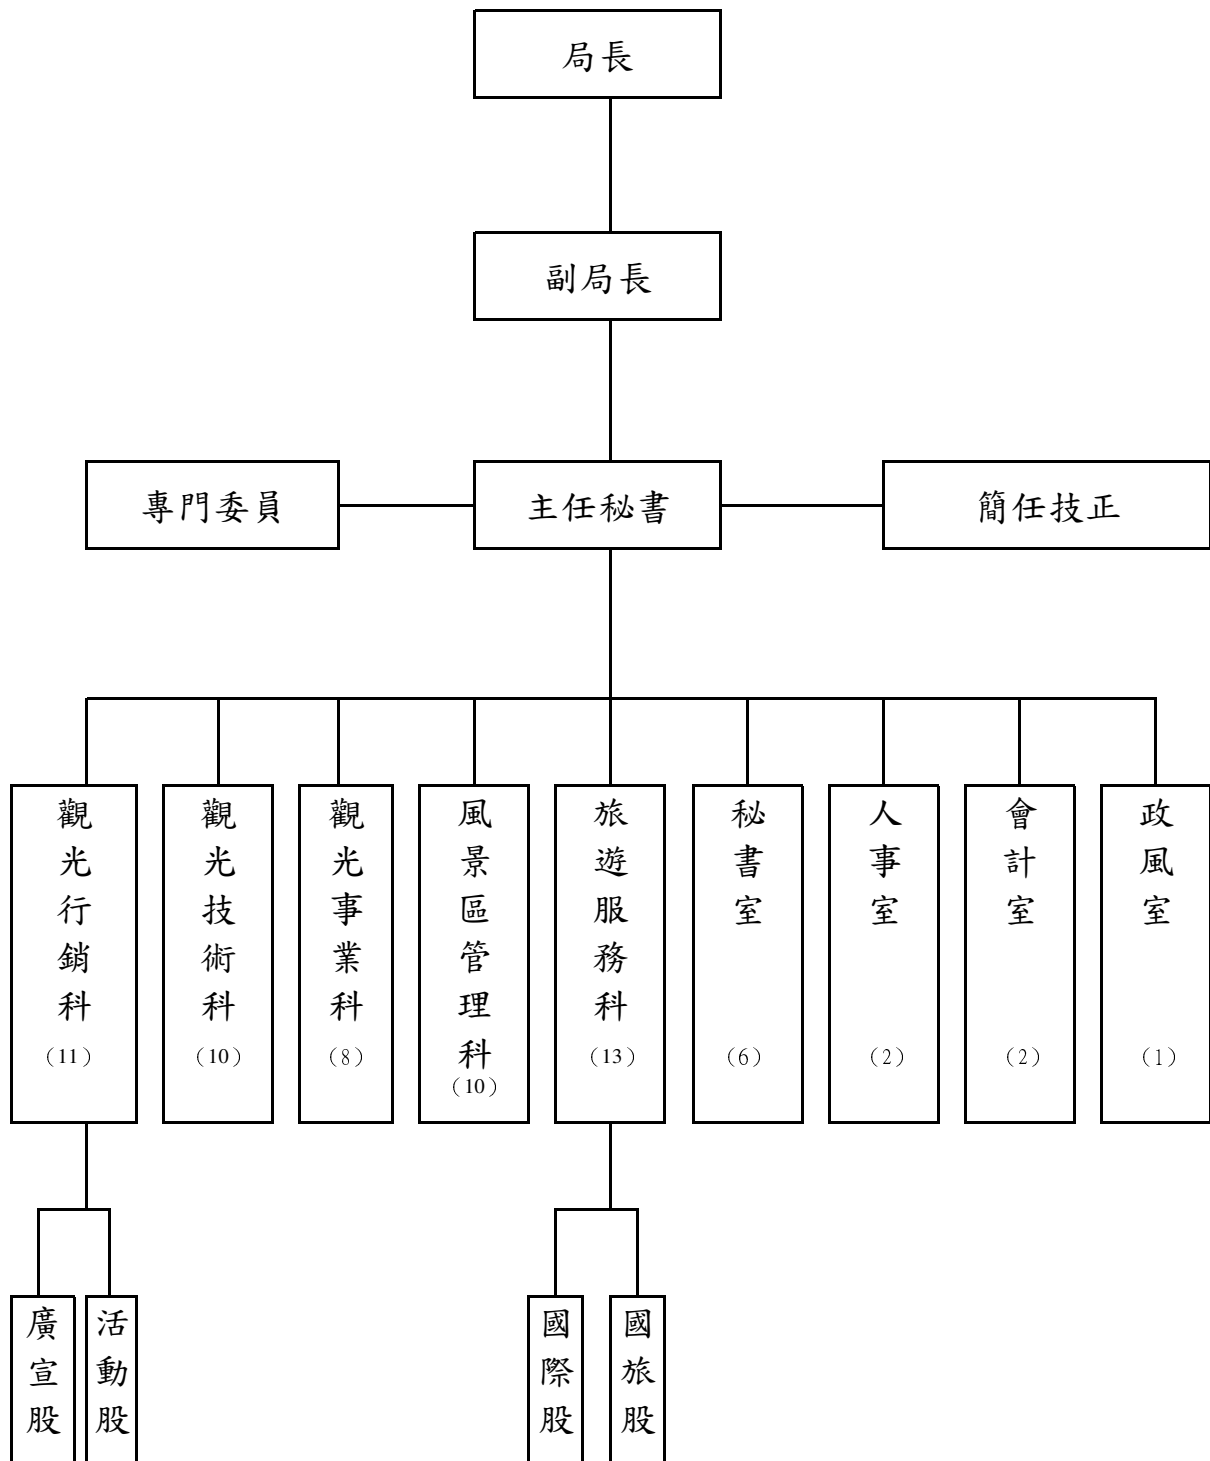 局長
副局長
專門委員
主任秘書
簡任技正
觀光行銷科
（11）
觀光技術科
（10）
觀光事業科
（8）
風景區管理科
（10）
旅遊服務科
（13）
秘書室
（6）
人事室
（2）
會計室
（2）
政風室
（1）
廣宣股
活動股
國際股
國旅股